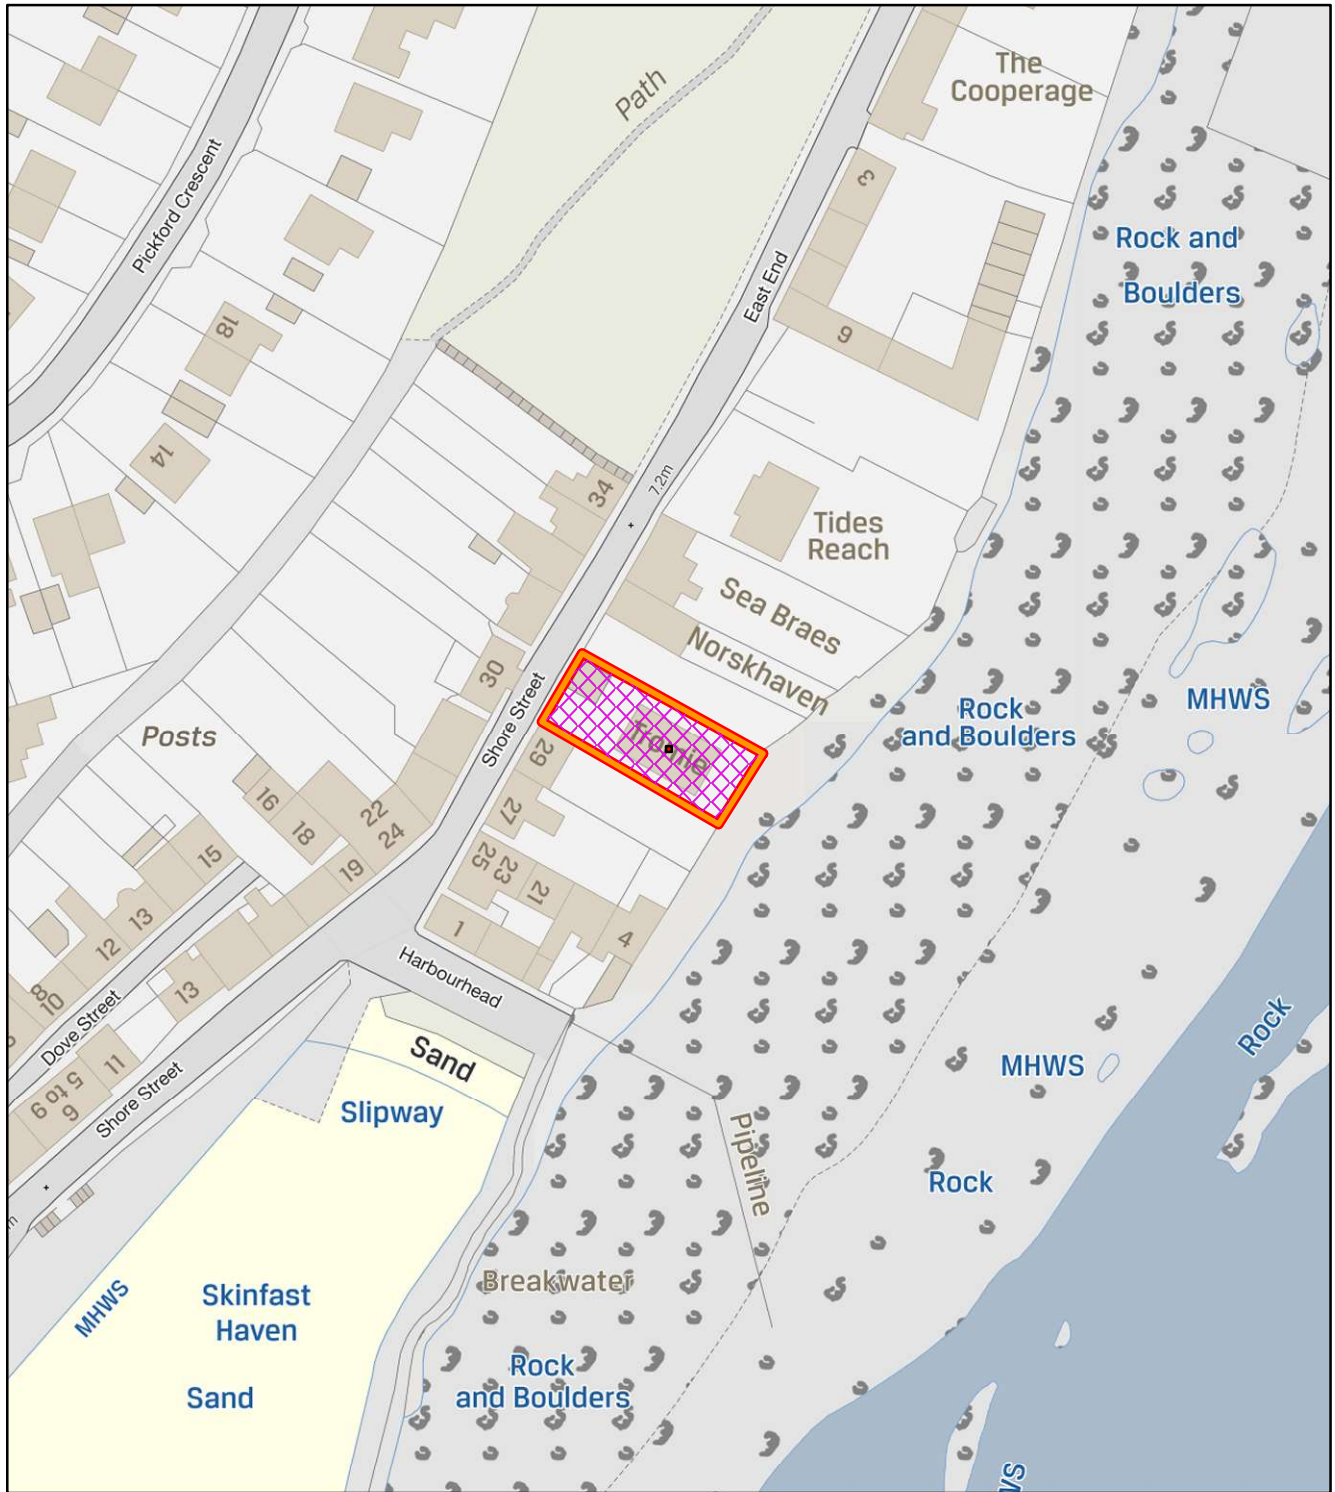 The
Cooperage
Path
Pickford Crescent
3
Rock and
Boulders
East End
18
6
14
34
7.2m
Tides
Reach
Sea Braes
Norskhaven
30
Shore Street
MHWS
Rock
and Boulders
Posts
29
16
18
22
24
27
15
19
25
23
21
13
12
1
4
8
10
13
Harbourhead
Dove Street
Sand
11
5 to 9
6
Shore Street
Slipway
Rock
MHWS
Pipeline
Rock
Breakwater
MHWS
Skinfast
Haven
Sand
Rock
and Boulders